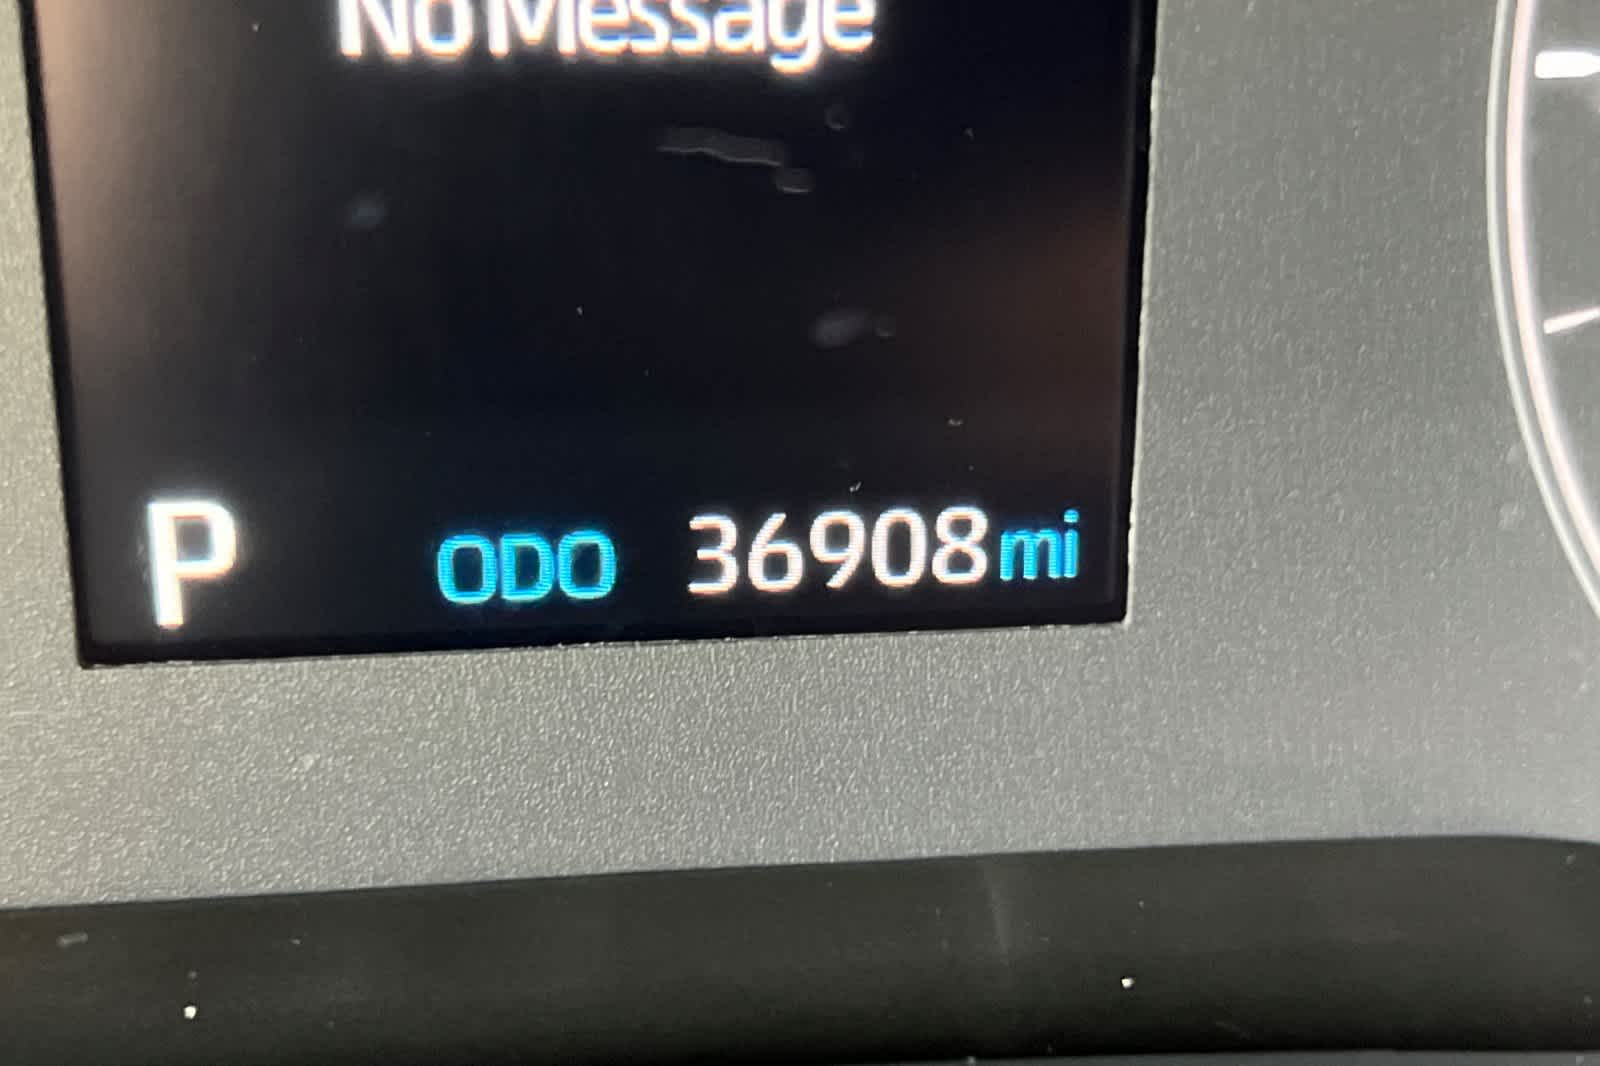 No Message
P ODO 36908 mi